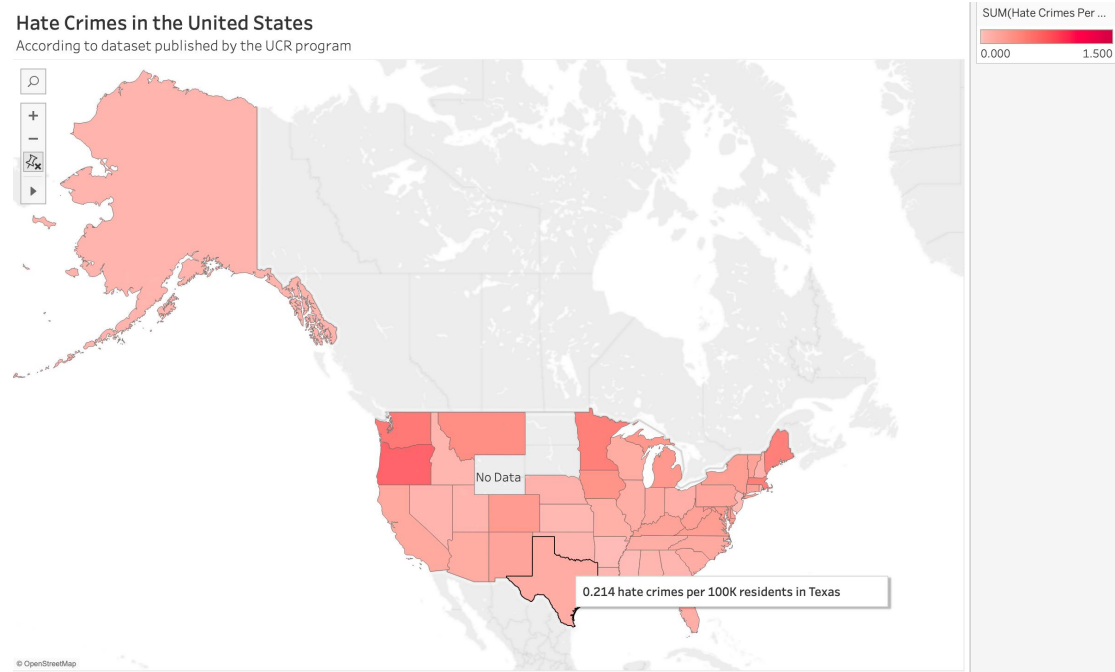 Hate Crimes in the United States
According to dataset published by the UCR program
SUM(Hate Crimes Per ...
0.000 1.500
No Data
0.214 hate crimes per 100K residents in Texas
© OpenStreetMap